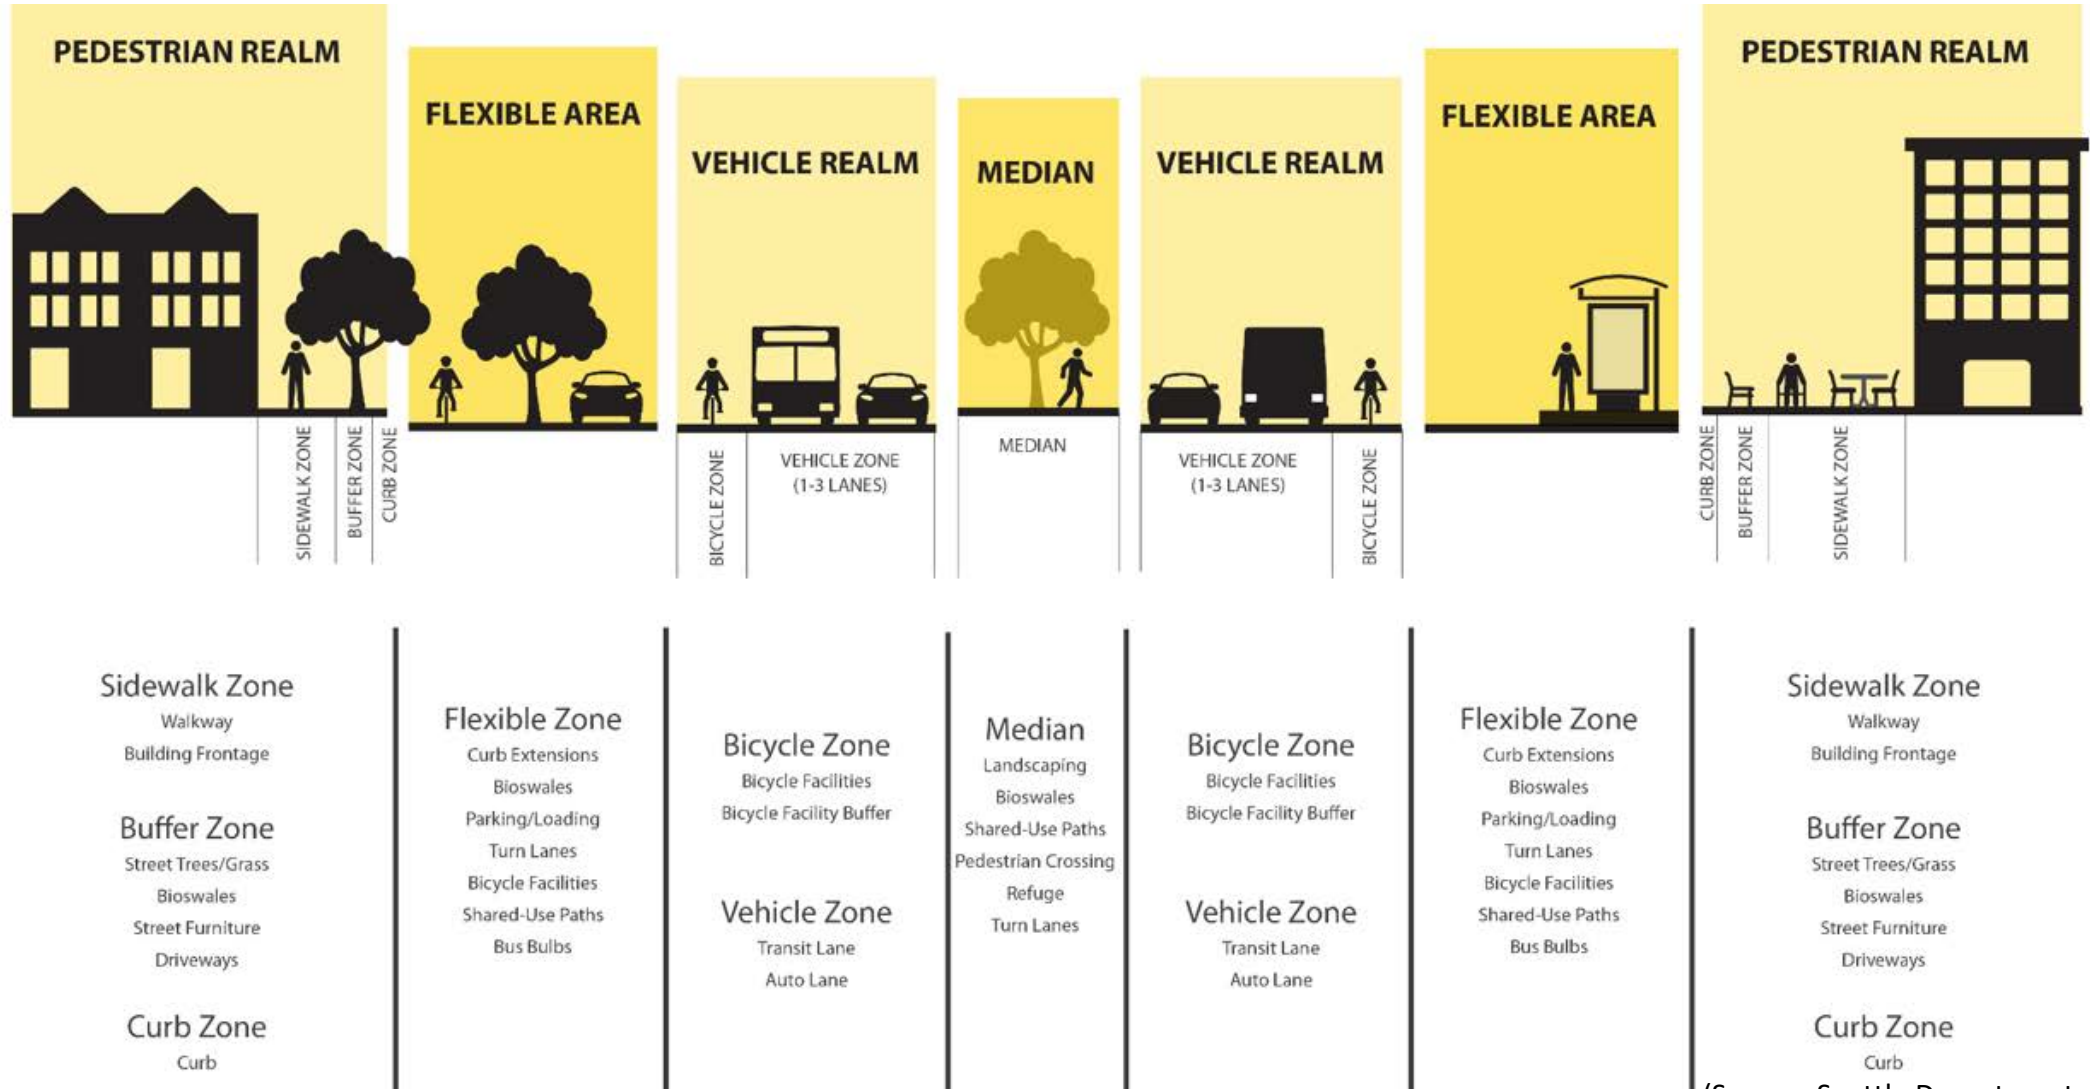 PEDESTRIAN REALM
FLEXIBLE AREA
VEHICLE REALM
MEDIAN
VEHICLE REALM
FLEXIBLE AREA
PEDESTRIAN REALM
SIDEWALK ZONE
BUFFER ZONE
CURB ZONE
BICYCLE ZONE
VEHICLE ZONE
(1-3 LANES)
MEDIAN
VEHICLE ZONE
(1-3 LANES)
BICYCLE ZONE
CURB ZONE
BUFFER ZONE
SIDEWALK ZONE
Sidewalk Zone
Walkway
Building Frontage
Buffer Zone
Street Trees/Grass
Bioswales
Street Furniture
Driveways
Curb Zone
Curb
Flexible Zone
Curb Extensions
Bioswales
Parking/Loading
Turn Lanes
Bicycle Facilities
Shared-Use Paths
Bus Bulbs
Bicycle Zone
Bicycle Facilities
Bicycle Facility Buffer
Vehicle Zone
Transit Lane
Auto Lane
Median
Landscaping
Bioswales
Shared-Use Paths
Pedestrian Crossing
Refuge
Turn Lanes
Bicycle Zone
Bicycle Facilities
Bicycle Facility Buffer
Vehicle Zone
Transit Lane
Auto Lane
Flexible Zone
Curb Extensions
Bioswales
Parking/Loading
Turn Lanes
Bicycle Facilities
Shared-Use Paths
Bus Bulbs
Sidewalk Zone
Walkway
Building Frontage
Buffer Zone
Street Trees/Grass
Bioswales
Street Furniture
Driveways
Curb Zone
Curb